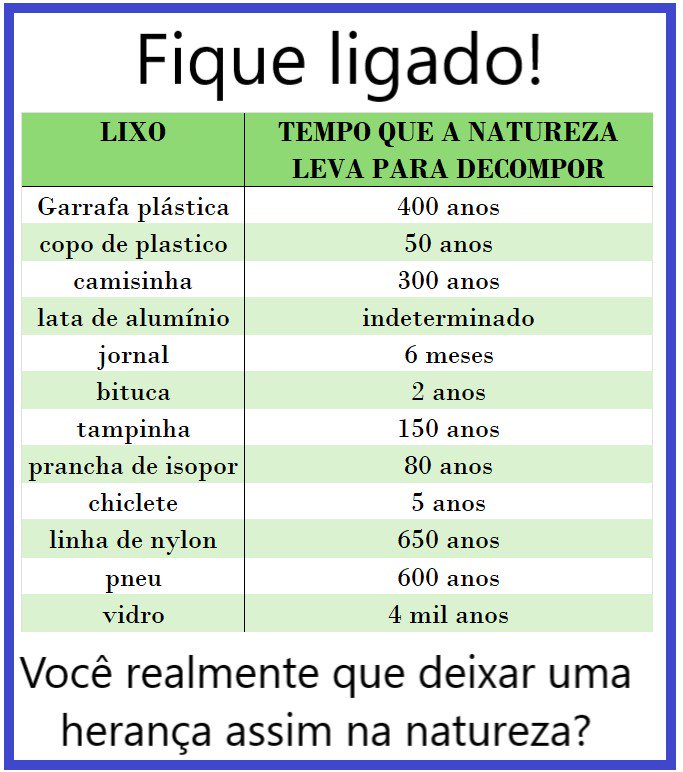 Fique ligado!
LIXO TEMPO QUE A NATUREZA
LEVA PARA DECOMPOR
Garrafa plástica 400 anos
copo de plastico 50 anos
camisinha 300 anos
lata de alumínio indeterminado
jornal 6 meses
bituca 2 anos
tampinha 150 anos
prancha de isopor 80 anos
chiclete 5 anos
linha de nylon 650 anos
pneu 600 anos
vidro 4 mil anos
Você realmente que deixar uma
herança assim na natureza?